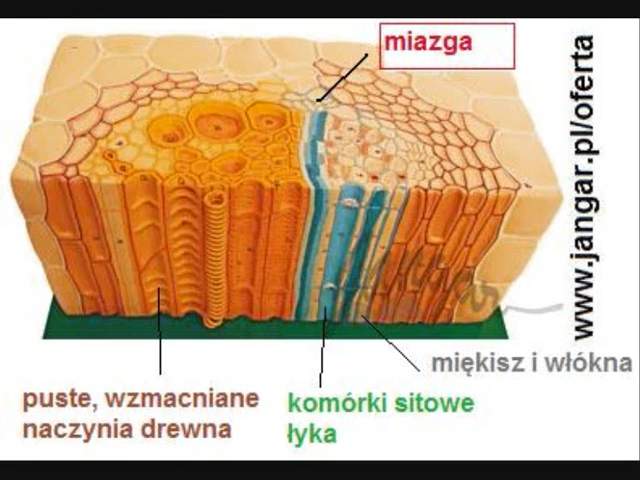 miazga
www.jangar.pl/oferta
miękisz i włókna
puste, wzmacniane
naczynia drewna
komórki sitowe
łyka